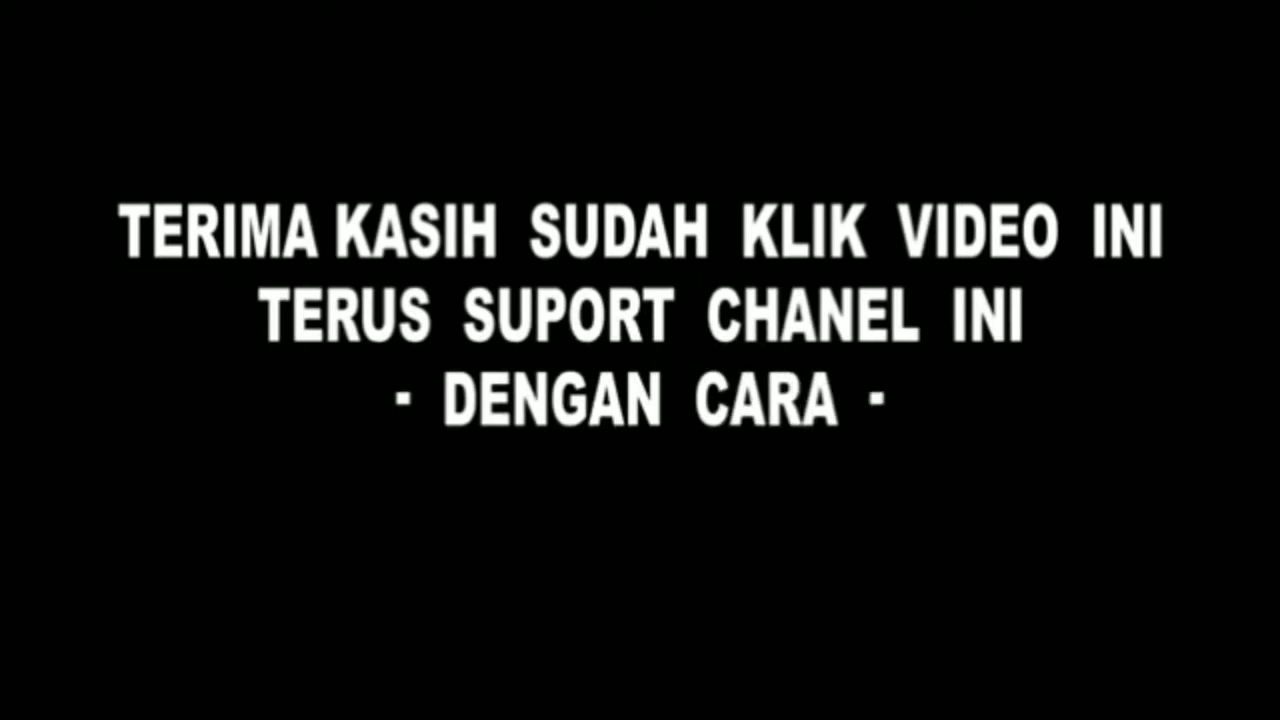 TERIMA KASIH SUDAH KLIK VIDEO INI
TERUS SUPORT CHANEL INI
- DENGAN CARA -